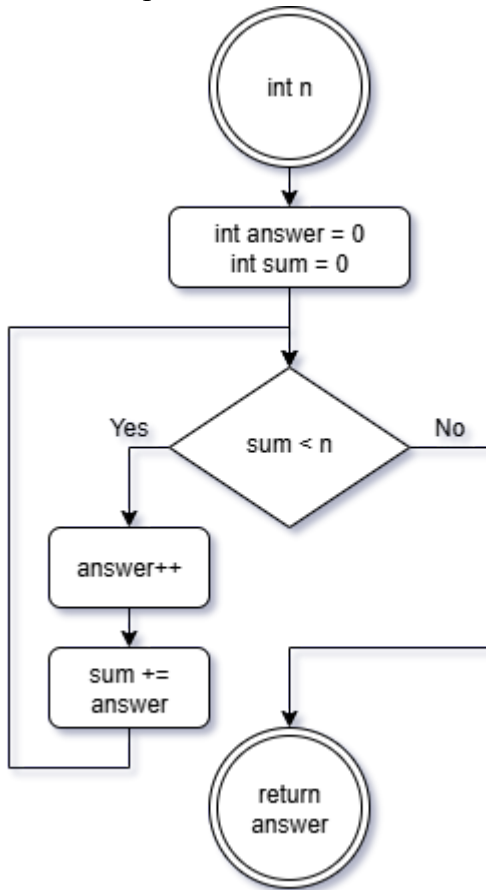 int n
int answer = 0
int sum = 0
Yes
sum < n
No
answer++
sum +=
answer
return
answer